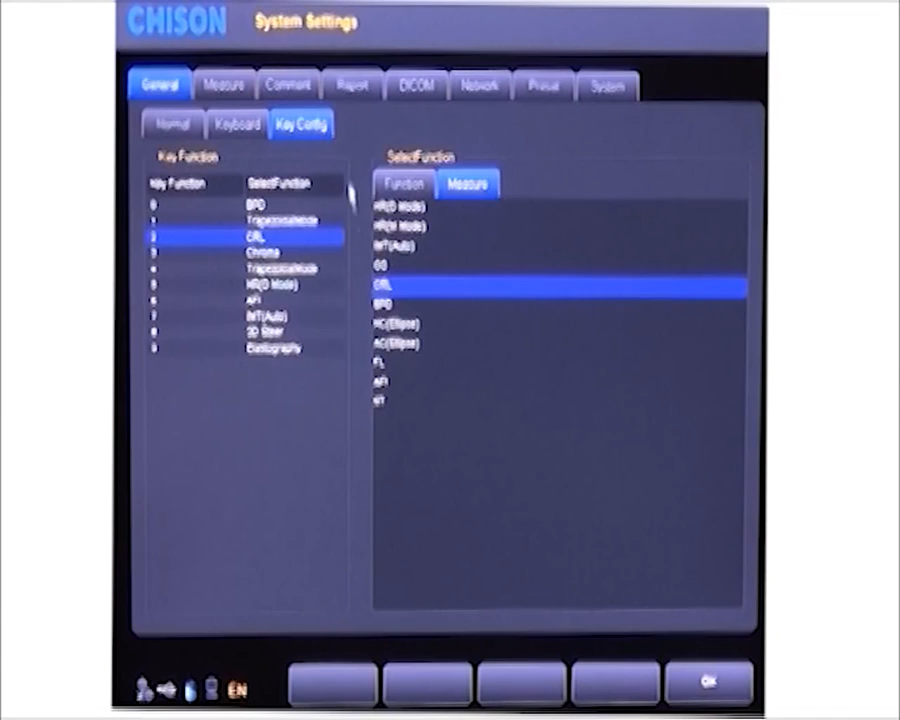 CHISON System Settings
General Measure Comment Report DICOM Network Preset System
Normal Keyboard Key Config
Key Function SelectFunction
Key Function SelectFunction Function Measure
0 BPD
1 TrapezoidalMode
2 CRL
3 Chroma
4 TrapezoidalMode
5 HR(D Mode)
6 AFI
7 IMT(Auto)
8 2D Steer
9 Elastography
HR(D Mode)
HR(M Mode)
IMT(Auto)
GS
CRL
BPD
HC(Ellipse)
AC(Ellipse)
FL
AFI
NT
EN OK